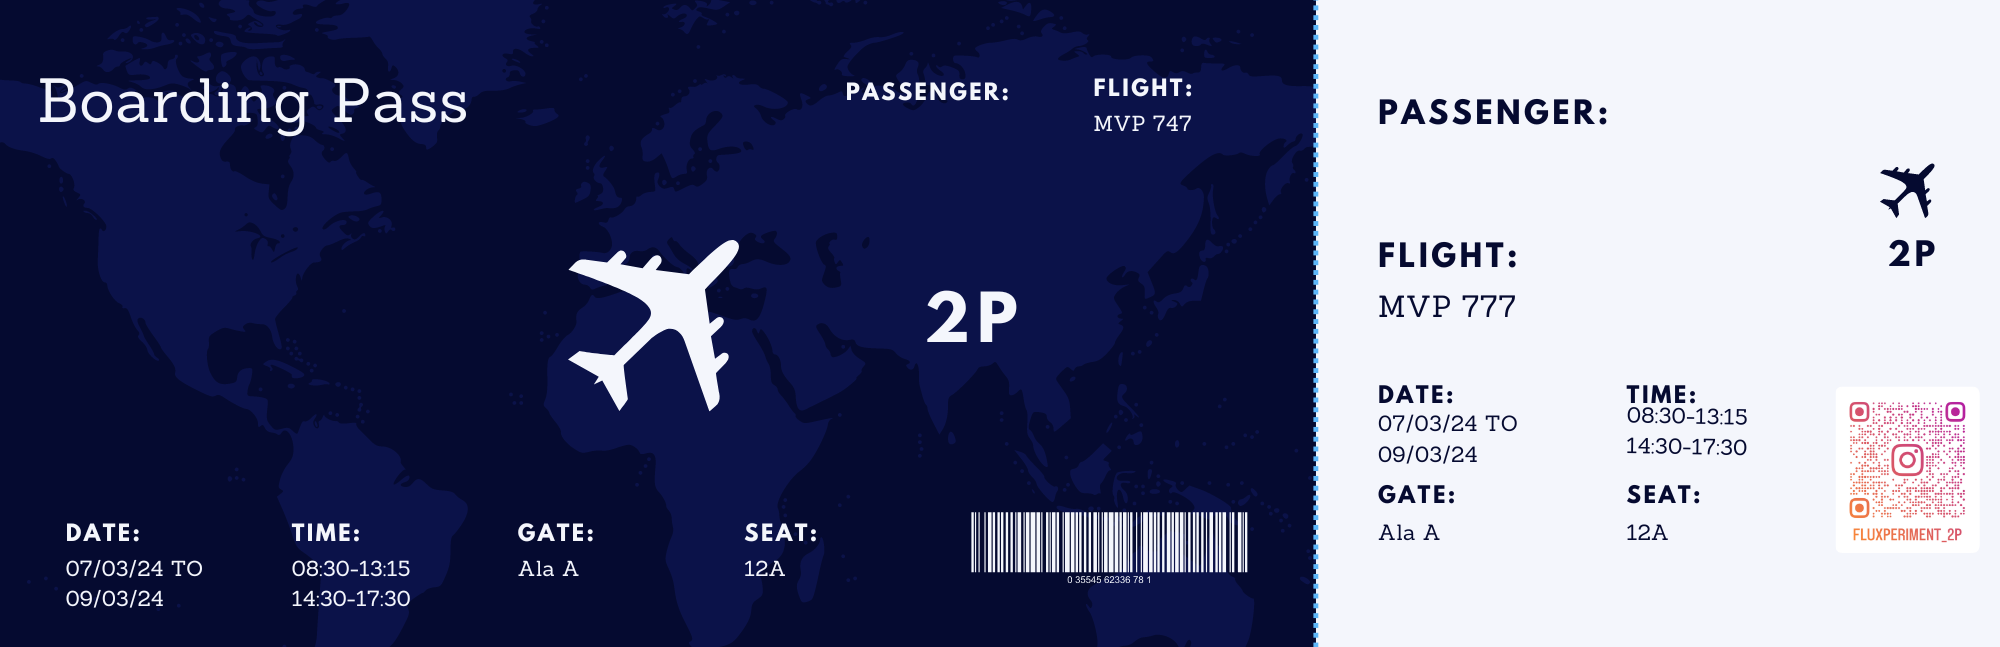 Boarding Pass
PASSENGER:
FLIGHT:
MVP 747
2P
DATE:
07/03/24 TO
09/03/24
TIME:
08:30-13:15
14:30-17:30
GATE:
Ala A
SEAT:
12A
0 35545 62336 78 1
PASSENGER:
2P
FLIGHT:
MVP 777
DATE:
07/03/24 TO
09/03/24
TIME:
08:30-13:15
14:30-17:30
GATE:
Ala A
SEAT:
12A
FLUXPERIMENT_2P